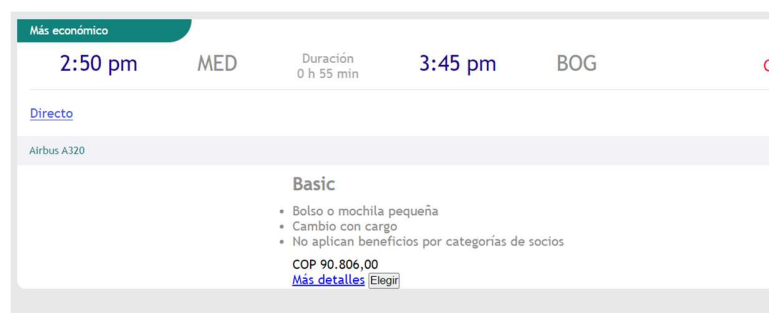 Más económico
2:50 pm MED Duración 3:45 pm BOG
0 h 55 min
Directo
Airbus A320
Basic
Bolso o mochila pequeña
Cambio con cargo
No aplican beneficios por categorías de socios
COP 90.806,00
Más detalles Elegir